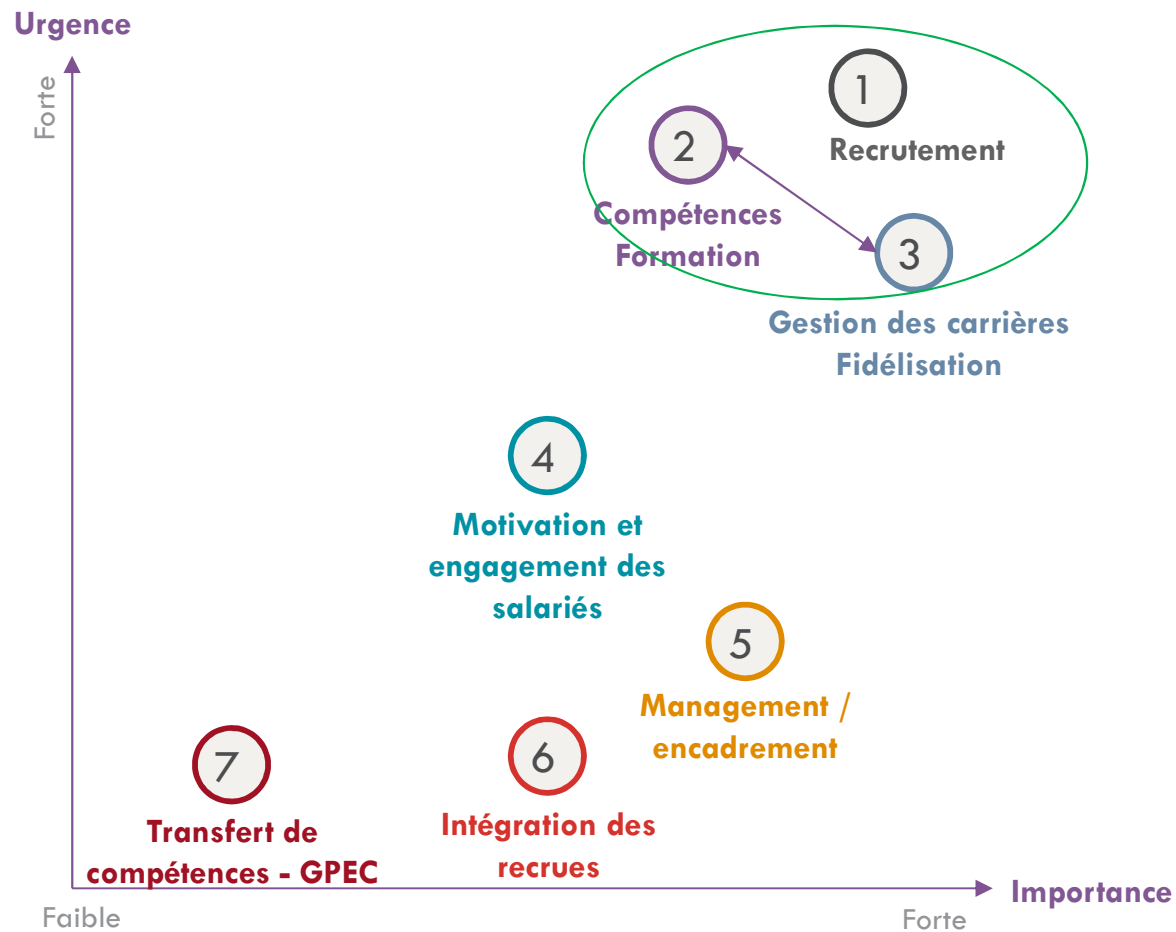 Urgence
Forte
1
Recrutement
2
Compétences
Formation
3
Gestion des carrières
Fidélisation
4
Motivation et
engagement des
salariés
5
Management /
encadrement
6
Intégration des
recrues
7
Transfert de
compétences - GPEC
Importance
Faible
Forte